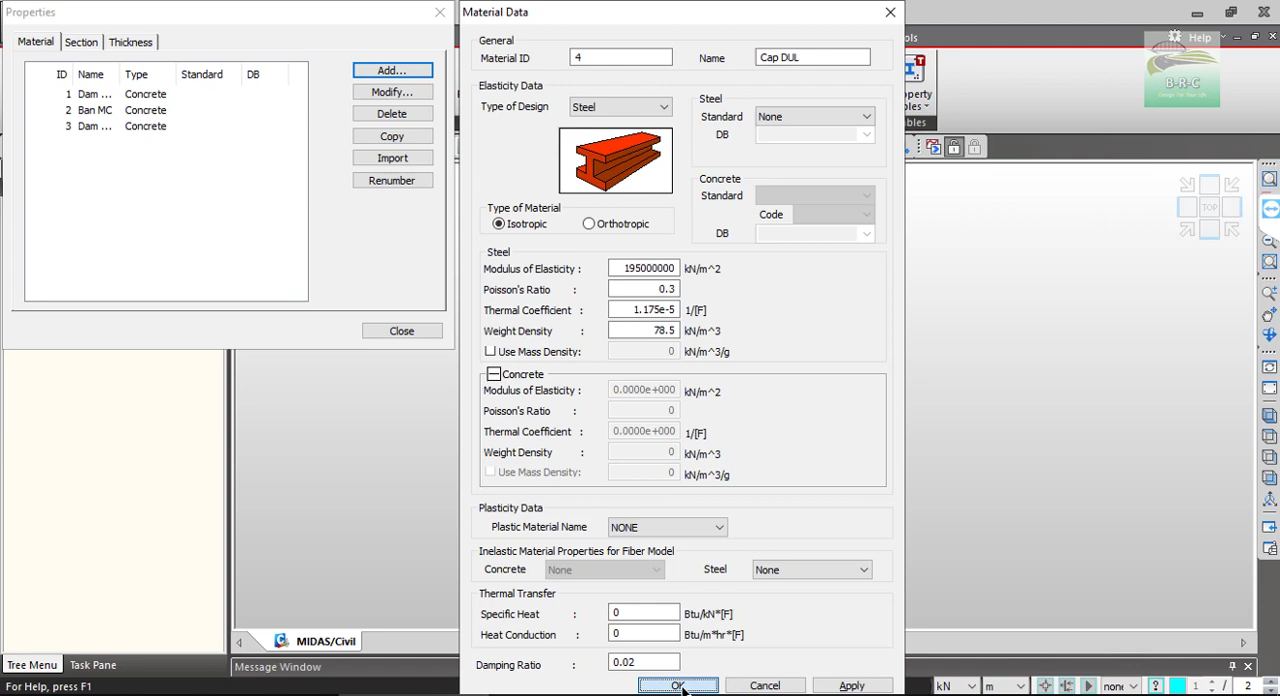 Properties
Material Section Thickness
ID Name Type Standard DB
1 Dam ... Concrete
2 Ban MC Concrete
3 Dam ... Concrete
Add...
Modify...
Delete
Copy
Import
Renumber
Close
Material Data
General
Material ID 4 Name Cap DUL
Elasticity Data
Type of Design Steel
Steel
Standard None
DB
Concrete
Standard
Code
DB
Type of Material
Isotropic Orthotropic
Steel
Modulus of Elasticity : 195000000 kN/m^2
Poisson's Ratio : 0.3
Thermal Coefficient : 1.175e-5 1/[F]
Weight Density : 78.5 kN/m^3
Use Mass Density: 0 kN/m^3/g
Concrete
Modulus of Elasticity : 0.0000e+000 kN/m^2
Poisson's Ratio : 0
Thermal Coefficient : 0.0000e+000 1/[F]
Weight Density : 0 kN/m^3
Use Mass Density: 0 kN/m^3/g
Plasticity Data
Plastic Material Name NONE
Inelastic Material Properties for Fiber Model
Concrete None Steel None
Thermal Transfer
Specific Heat : 0 Btu/kN*[F]
Heat Conduction : 0 Btu/m*hr*[F]
Damping Ratio : 0.02
OK Cancel Apply
Help
B-R-C
TOP
MIDAS/Civil
Tree Menu Task Pane
Message Window
For Help, press F1
kN m none 1 / 2